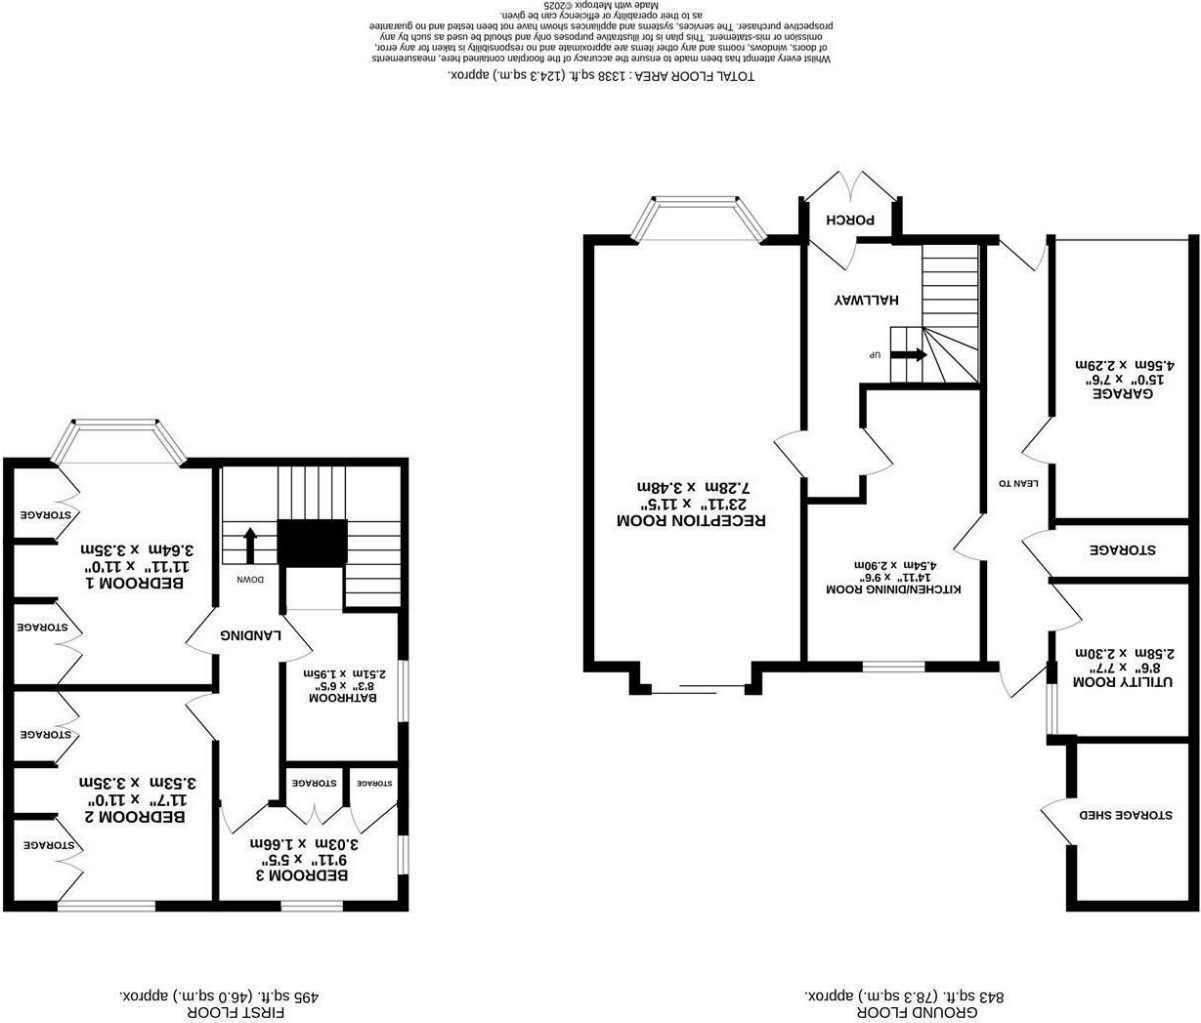 GROUND FLOOR
843 sq.ft. (78.3 sq.m.) approx.
FIRST FLOOR
495 sq.ft. (46.0 sq.m.) approx.
STORAGE SHED
UTILITY ROOM
8'6" x 7'7"
2.58m x 2.30m
STORAGE
LEAN TO
GARAGE
15'0" x 7'6"
4.56m x 2.29m
KITCHEN/DINING ROOM
14'11" x 9'6"
4.54m x 2.90m
RECEPTION ROOM
23'11" x 11'5"
7.28m x 3.48m
UP
HALLWAY
PORCH
BEDROOM 3
9'11" x 5'5"
3.03m x 1.66m
STORAGE
STORAGE
STORAGE
BEDROOM 2
11'7" x 11'0"
3.53m x 3.35m
STORAGE
BATHROOM
8'3" x 6'5"
2.51m x 1.95m
LANDING
DOWN
STORAGE
BEDROOM 1
11'11" x 11'0"
3.64m x 3.35m
STORAGE
TOTAL FLOOR AREA : 1338 sq.ft. (124.3 sq.m.) approx.
Whilst every attempt has been made to ensure the accuracy of the floorplan contained here, measurements
of doors, windows, rooms and any other items are approximate and no responsibility is taken for any error,
omission or mis-statement. This plan is for illustrative purposes only and should be used as such by any
prospective purchaser. The services, systems and appliances shown have not been tested and no guarantee
as to their operability or efficiency can be given.
Made with Metropix ©2025